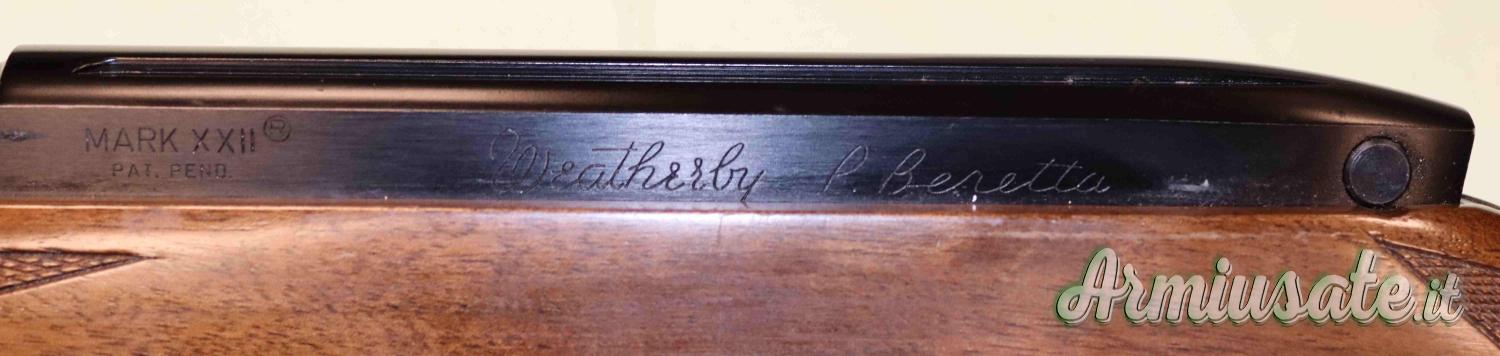 MARK XXII ®
PAT. PEND.
Weatherby P. Beretta
Armiusate.it